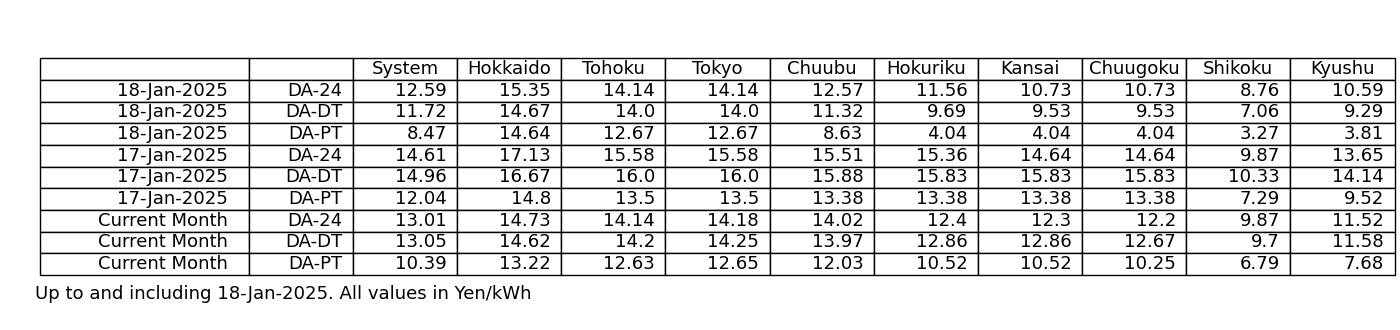 System Hokkaido Tohoku Tokyo Chuubu Hokuriku Kansai Chuugoku Shikoku Kyushu
18-Jan-2025 DA-24 12.59 15.35 14.14 14.14 12.57 11.56 10.73 10.73 8.76 10.59
18-Jan-2025 DA-DT 11.72 14.67 14.0 14.0 11.32 9.69 9.53 9.53 7.06 9.29
18-Jan-2025 DA-PT 8.47 14.64 12.67 12.67 8.63 4.04 4.04 4.04 3.27 3.81
17-Jan-2025 DA-24 14.61 17.13 15.58 15.58 15.51 15.36 14.64 14.64 9.87 13.65
17-Jan-2025 DA-DT 14.96 16.67 16.0 16.0 15.88 15.83 15.83 15.83 10.33 14.14
17-Jan-2025 DA-PT 12.04 14.8 13.5 13.5 13.38 13.38 13.38 13.38 7.29 9.52
Current Month DA-24 13.01 14.73 14.14 14.18 14.02 12.4 12.3 12.2 9.87 11.52
Current Month DA-DT 13.05 14.62 14.2 14.25 13.97 12.86 12.86 12.67 9.7 11.58
Current Month DA-PT 10.39 13.22 12.63 12.65 12.03 10.52 10.52 10.25 6.79 7.68
Up to and including 18-Jan-2025. All values in Yen/kWh